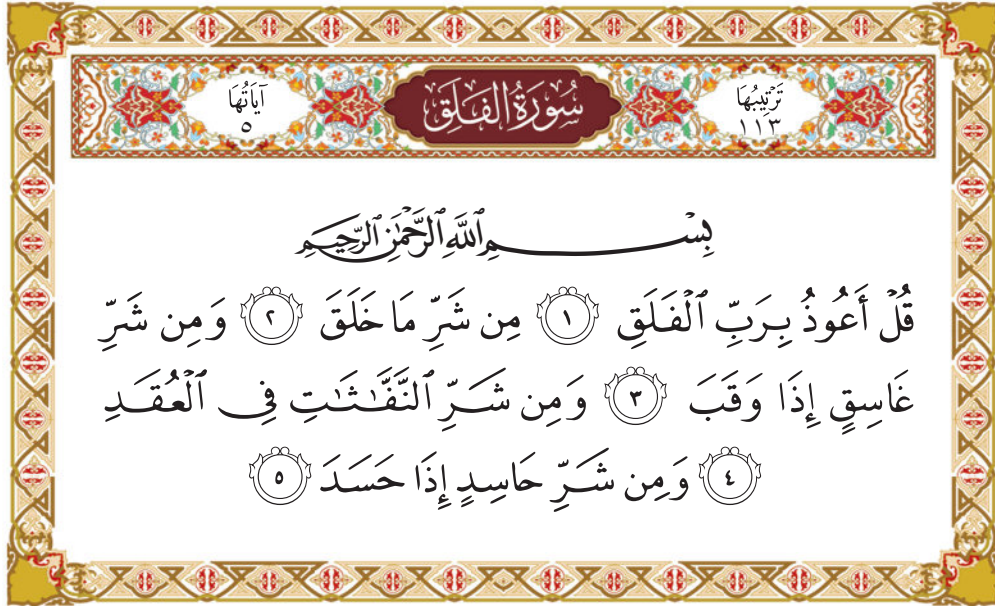 تَرْتِيبُهَا
١١٣
سُورَةُ الفَلَقِ
آيَاتُهَا
٥
بِسْمِ ٱللَّهِ ٱلرَّحْمَٰنِ ٱلرَّحِيمِ
قُلْ أَعُوذُ بِرَبِّ ٱلْفَلَقِ ١ مِن شَرِّ مَا خَلَقَ ٢ وَمِن شَرِّ
غَاسِقٍ إِذَا وَقَبَ ٣ وَمِن شَرِّ ٱلنَّفَّٰثَٰتِ فِى ٱلْعُقَدِ
٤ وَمِن شَرِّ حَاسِدٍ إِذَا حَسَدَ ٥